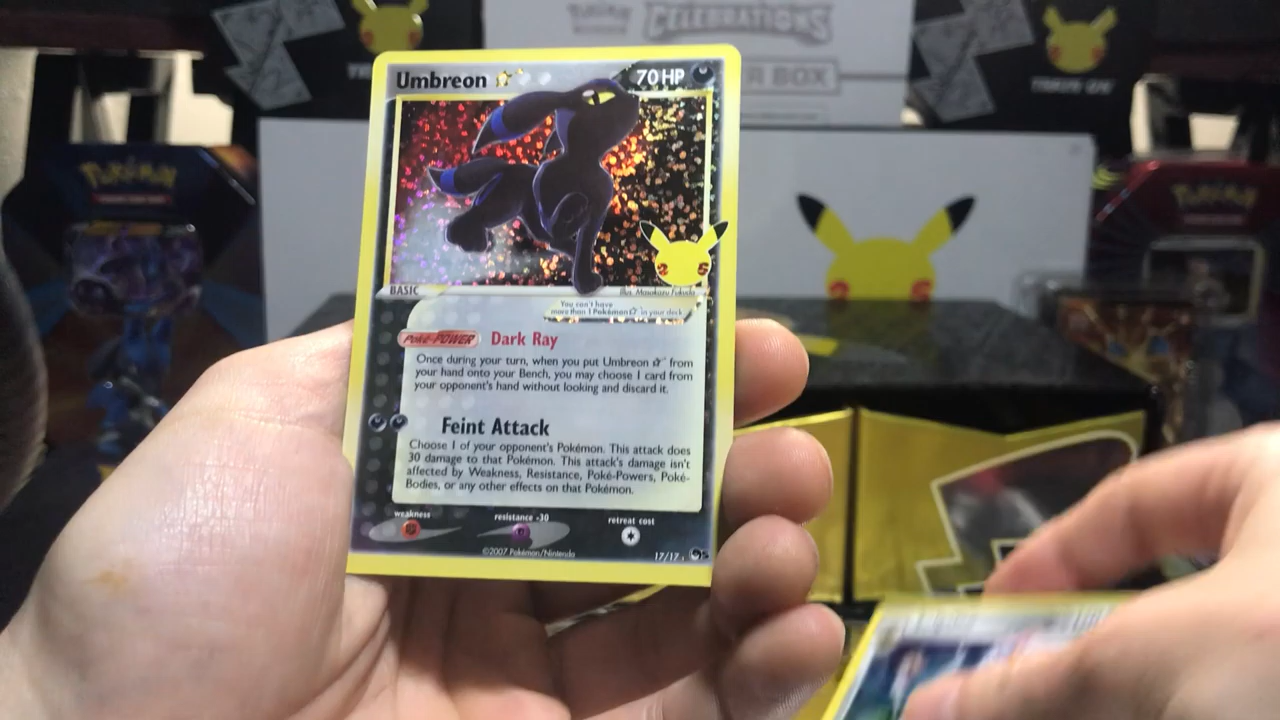 POKÉMON
CELEBRATIONS
R BOX
Pokémon
Pokémon
Umbreon ☆
70 HP
BASIC
Illus. Masakazu Fukuda
You can't have
more than 1 Pokémon ☆ in your deck.
Poké-POWER Dark Ray
Once during your turn, when you put Umbreon ☆ from
your hand onto your Bench, you may choose 1 card from
your opponent's hand without looking and discard it.
Feint Attack
Choose 1 of your opponent's Pokémon. This attack does
30 damage to that Pokémon. This attack's damage isn't
affected by Weakness, Resistance, Poké-Powers, Poké-
Bodies, or any other effects on that Pokémon.
weakness
resistance -30
retreat cost
©2007 Pokémon/Nintendo
17/17